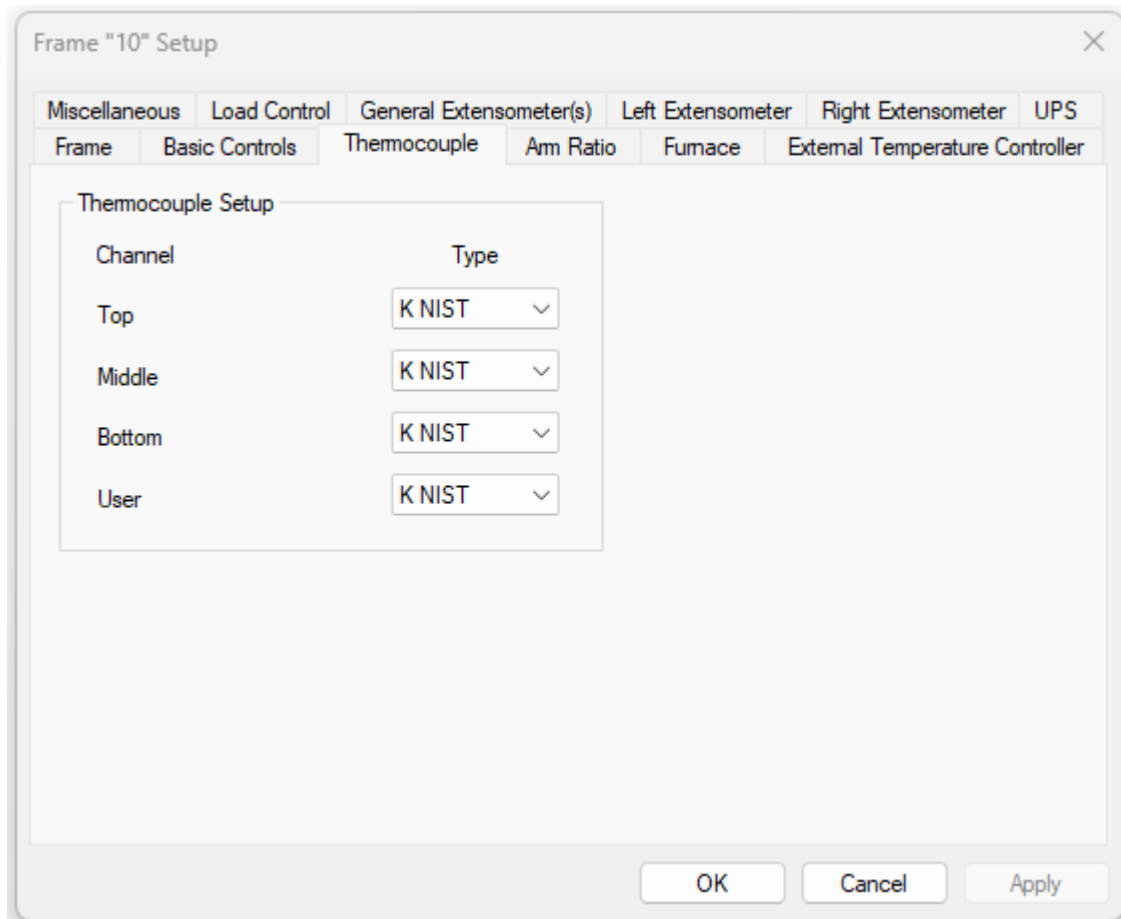 Frame "10" Setup
Miscellaneous Load Control General Extensometer(s) Left Extensometer Right Extensometer UPS
Frame Basic Controls Thermocouple Arm Ratio Furnace External Temperature Controller
Thermocouple Setup
Channel Type
Top K NIST
Middle K NIST
Bottom K NIST
User K NIST
OK Cancel Apply